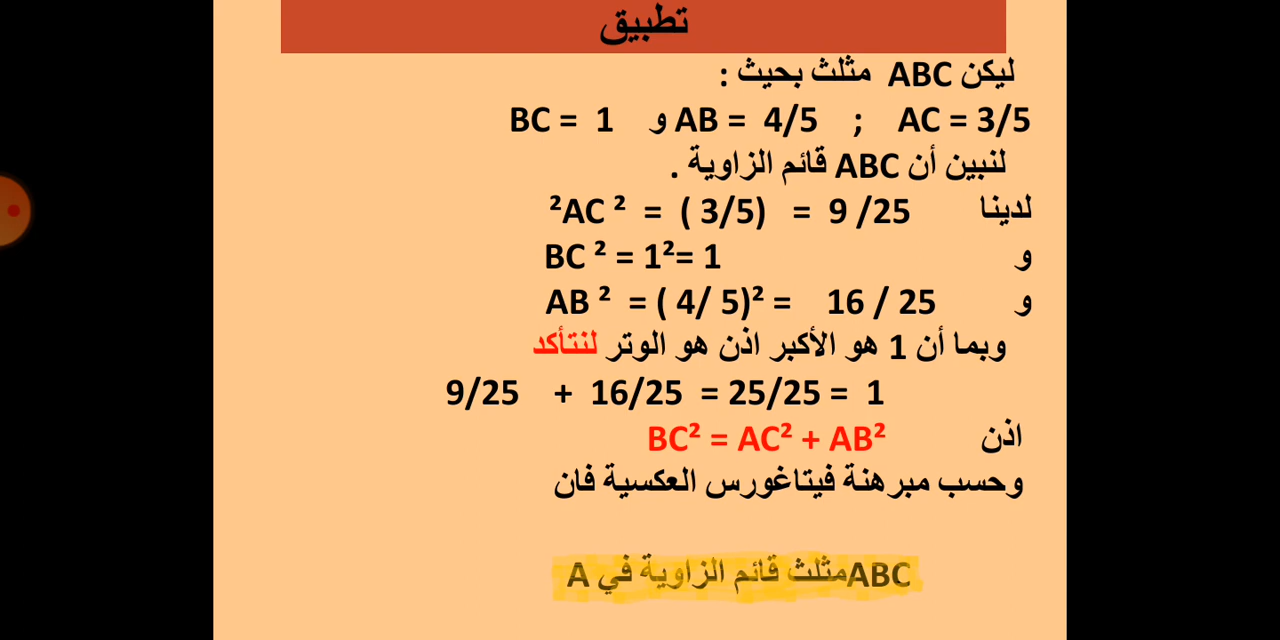 تطبيق
ليكن ABC مثلث بحيث :
BC = 1 و AB = 4/5 ; AC = 3/5
لنبين أن ABC قائم الزاوية .
لدينا ²AC ² = ( 3/5) = 9 /25
و BC ² = 1²= 1
و AB ² = ( 4/ 5)² = 16 / 25
وبما أن 1 هو الأكبر اذن هو الوتر لنتأكد
9/25 + 16/25 = 25/25 = 1
اذن BC² = AC² + AB²
وحسب مبرهنة فيتاغورس العكسية فان
ABCمثلث قائم الزاوية في A